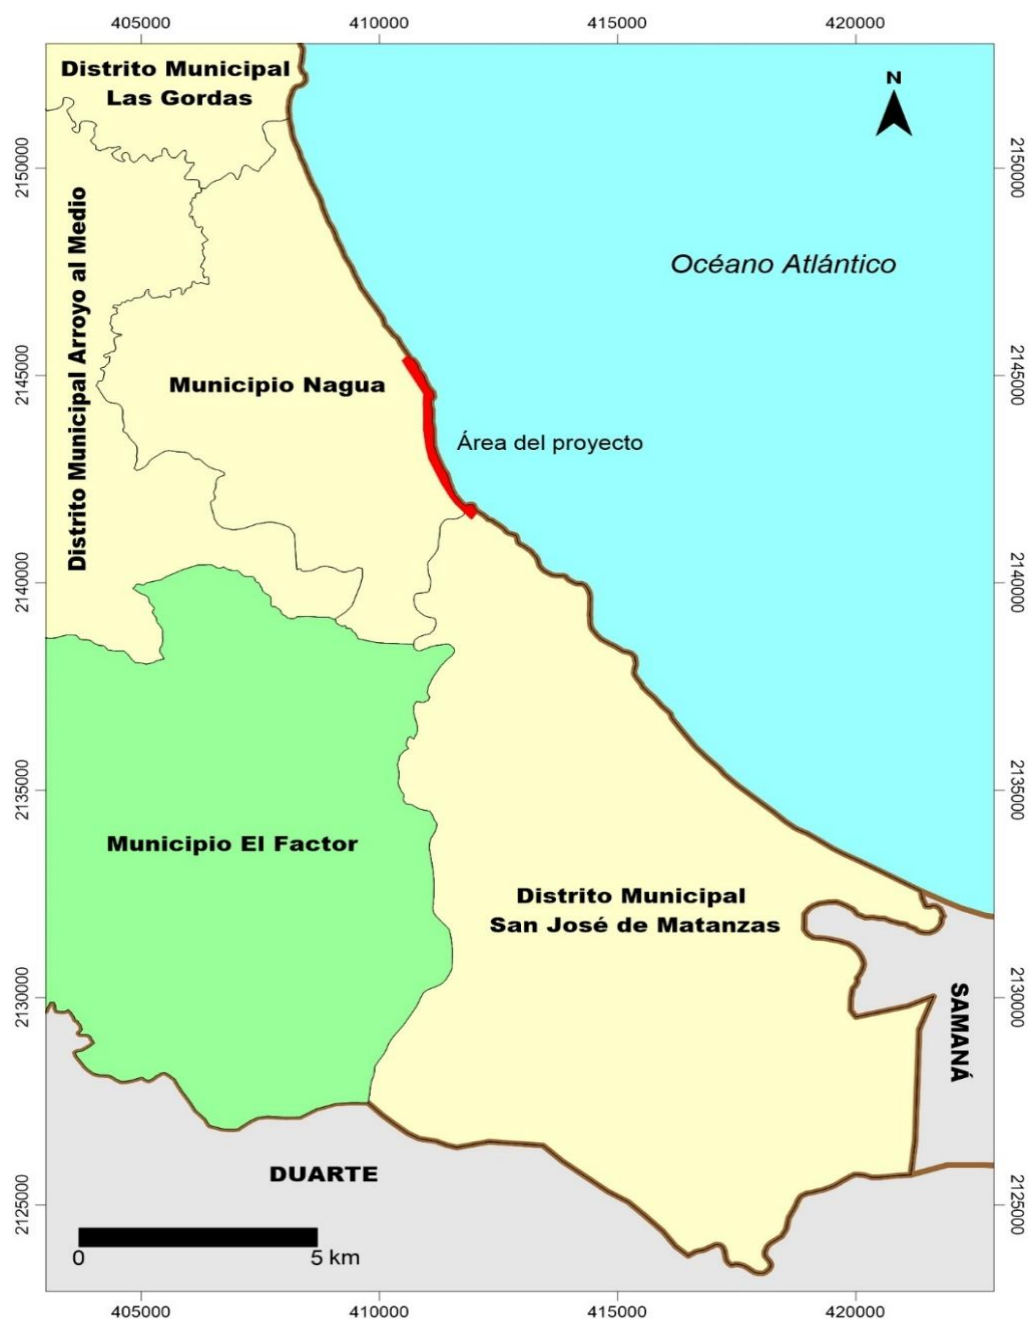 405000
410000
415000
420000
Distrito Municipal
Las Gordas
N
2150000
2150000
Océano Atlántico
Distrito Municipal Arroyo al Medio
Municipio Nagua
2145000
2145000
Área del proyecto
2140000
2140000
2135000
2135000
Municipio El Factor
Distrito Municipal
San José de Matanzas
2130000
2130000
SAMANÁ
DUARTE
2125000
2125000
0
5 km
405000
410000
415000
420000